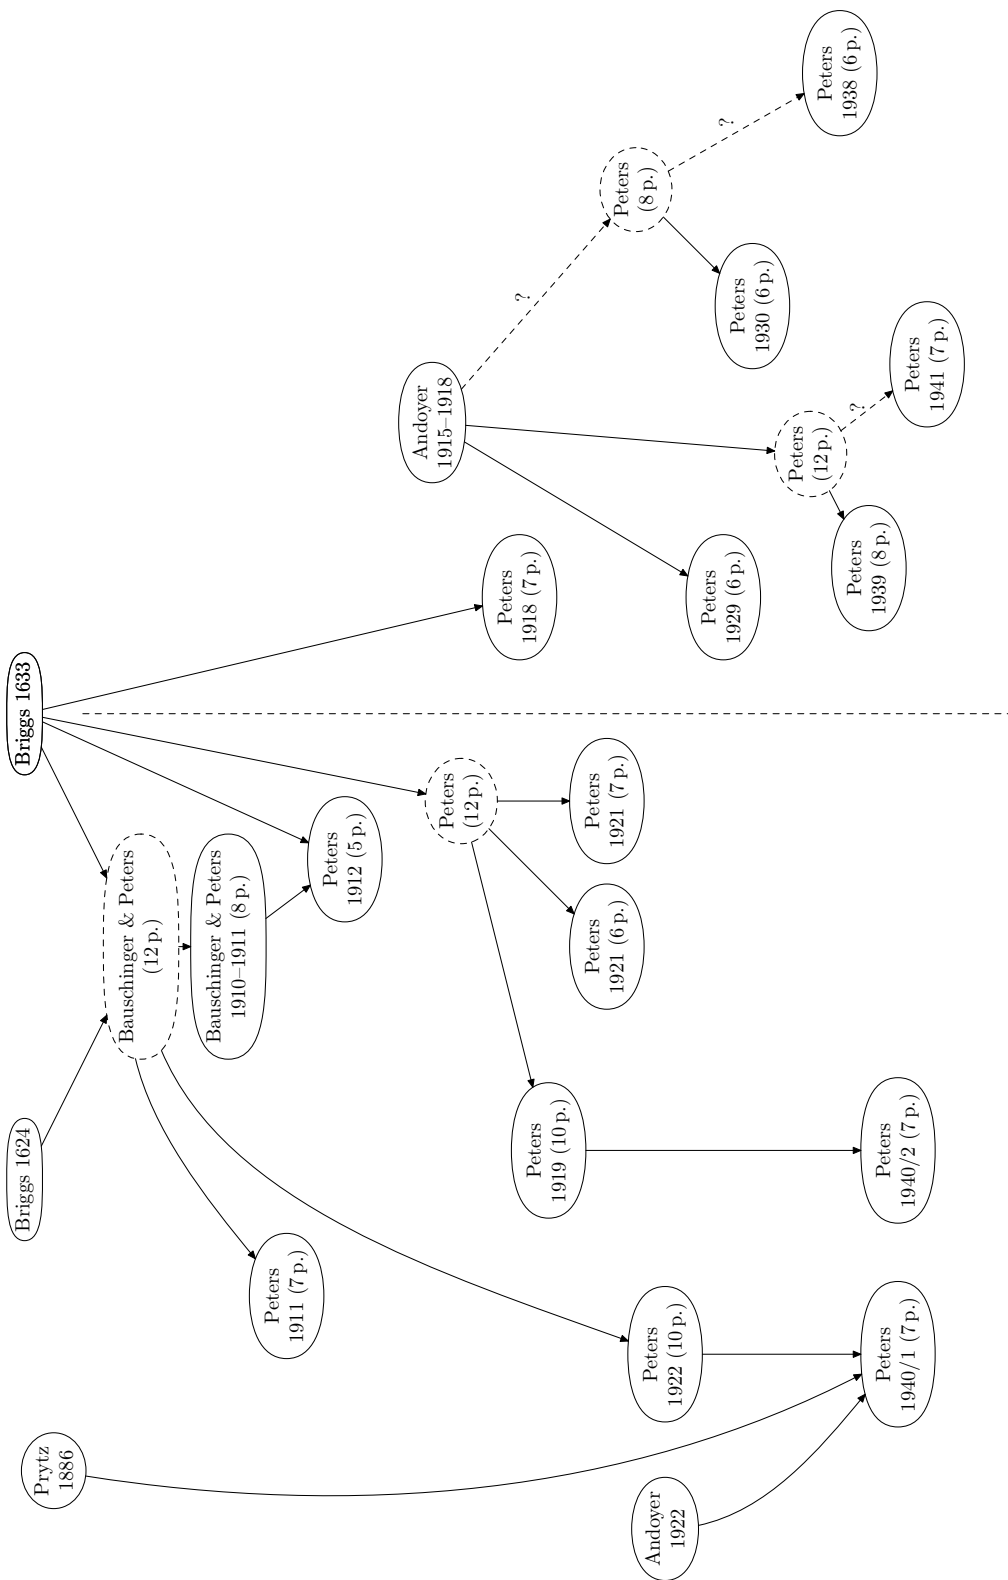 Briggs 1624
Briggs 1633
Prytz
1886
Bauschinger & Peters
(12 p.)
Bauschinger & Peters
1910–1911 (8 p.)
Peters
1911 (7 p.)
Peters
1912 (5 p.)
Andoyer
1915–1918
Peters
(12 p.)
Peters
1918 (7 p.)
Peters
1919 (10 p.)
Peters
1921 (6 p.)
Peters
1921 (7 p.)
?
Peters
(8 p.)
Andoyer
1922
Peters
1922 (10 p.)
Peters
1929 (6 p.)
Peters
1930 (6 p.)
?
Peters
(12 p.)
Peters
1938 (6 p.)
Peters
1939 (8 p.)
?
Peters
1940/1 (7 p.)
Peters
1940/2 (7 p.)
Peters
1941 (7 p.)